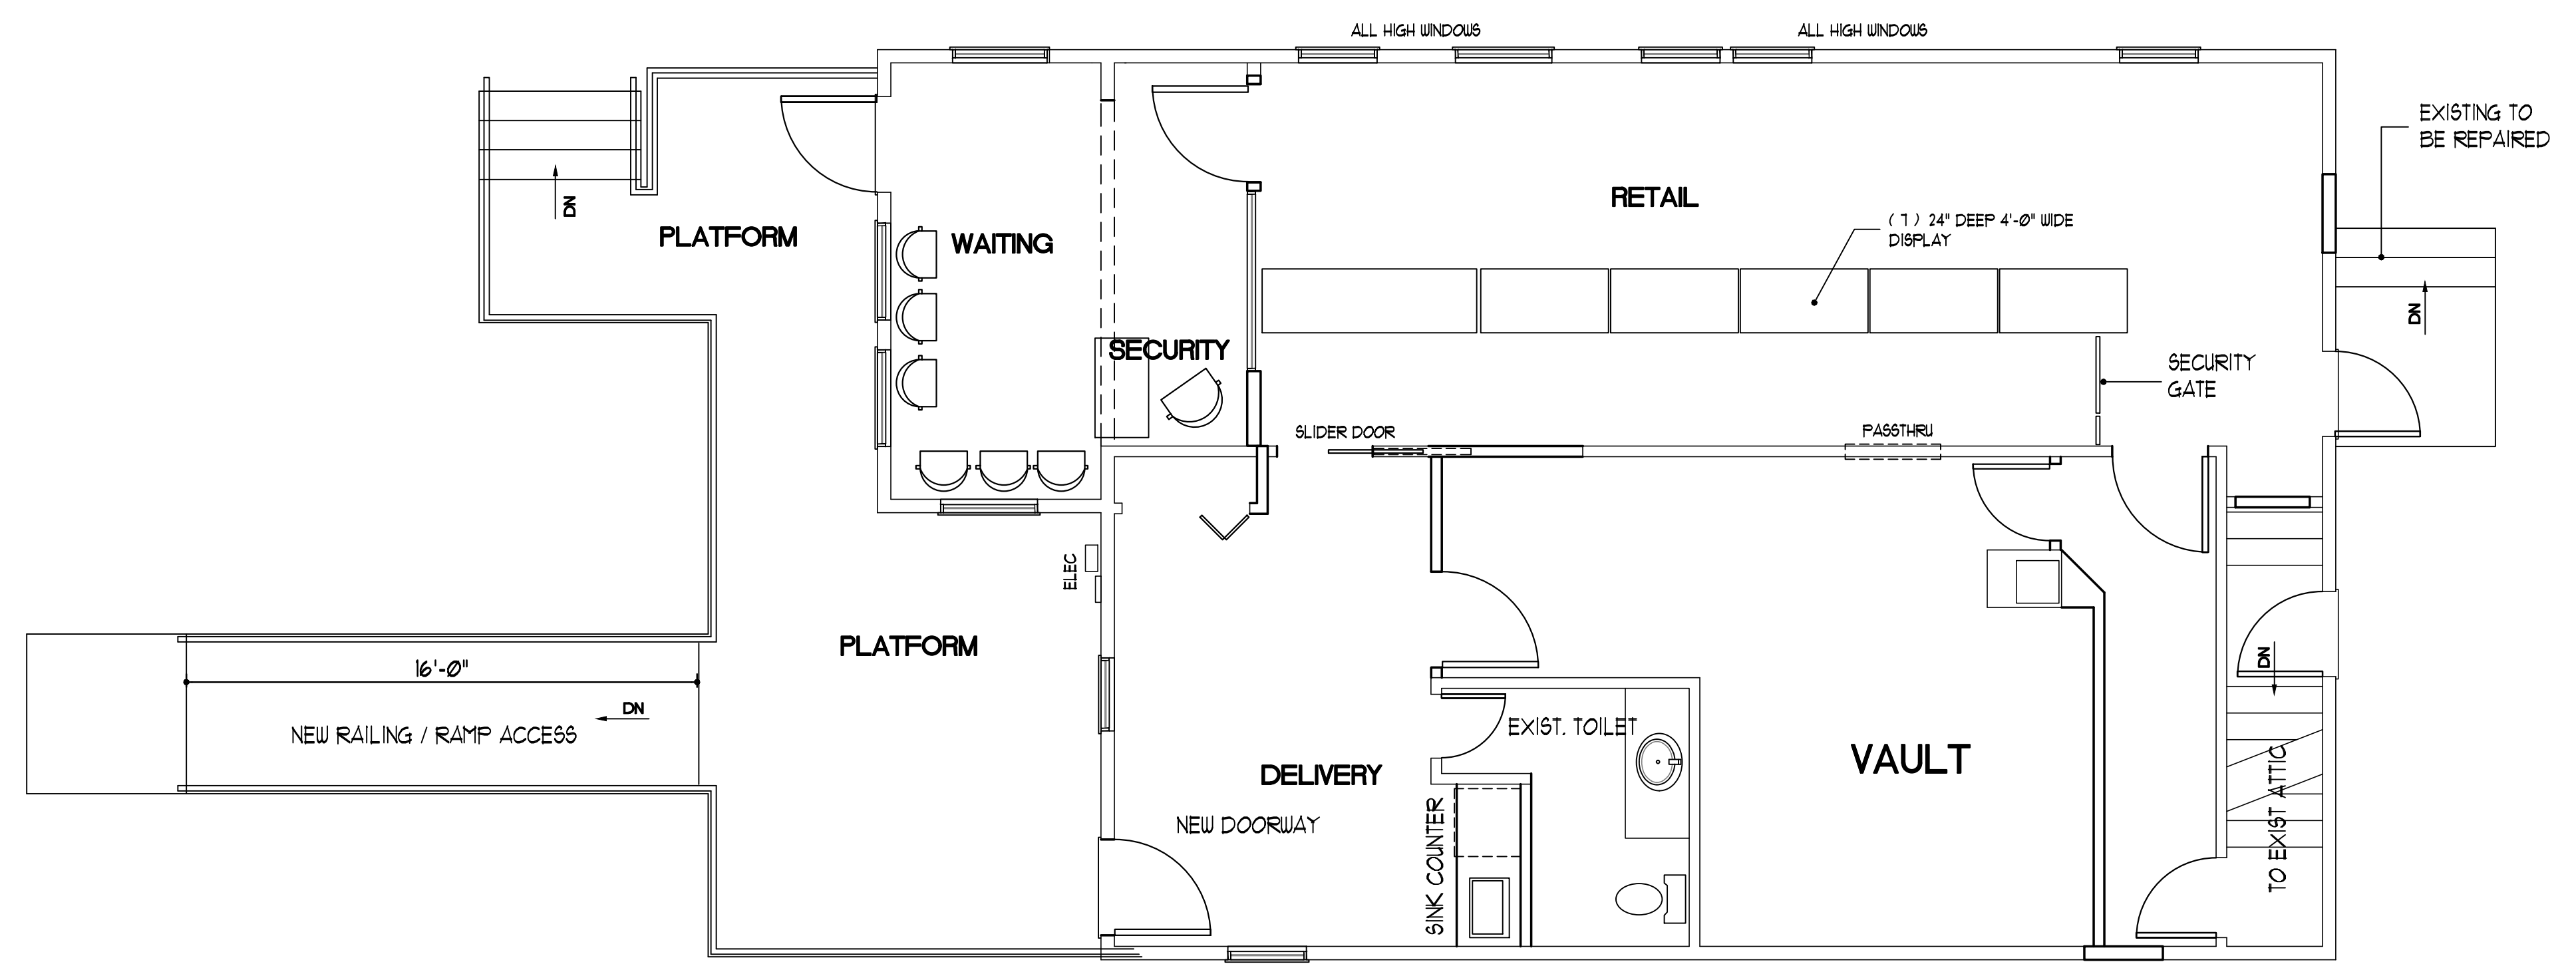 ALL HIGH WINDOWS
ALL HIGH WINDOWS
EXISTING TO
BE REPAIRED
DN
PLATFORM
WAITING
RETAIL
( 7 ) 24" DEEP 4'-0" WIDE
DISPLAY
DN
SECURITY
SECURITY
GATE
SLIDER DOOR
PASSTHRU
ELEC
PLATFORM
16'-0"
DN
NEW RAILING / RAMP ACCESS
EXIST. TOILET
DELIVERY
NEW DOORWAY
SINK COUNTER
VAULT
DN
TO EXIST ATTIC